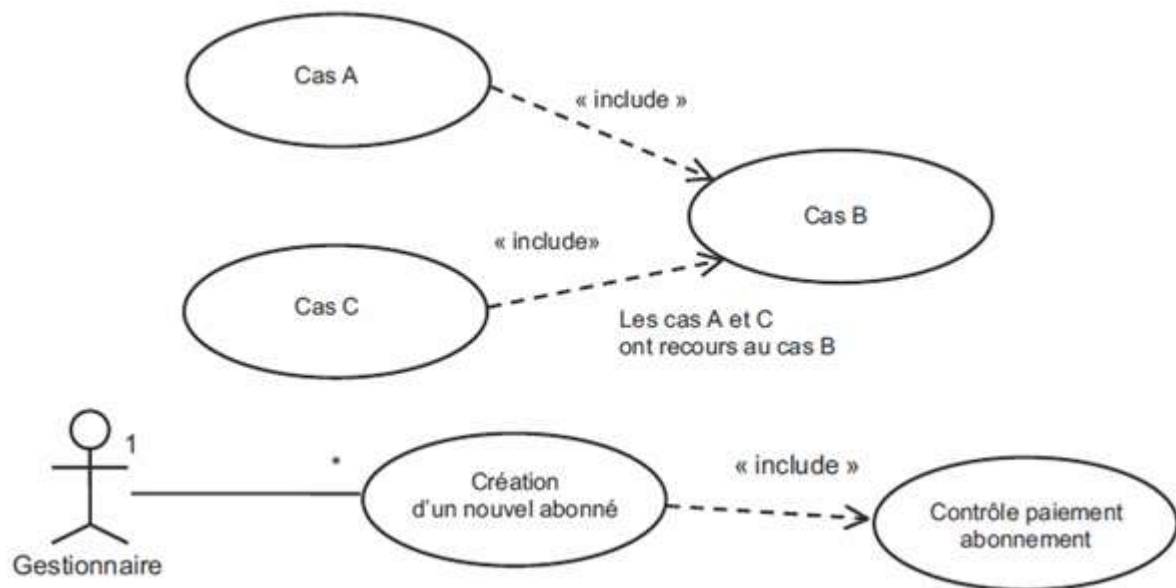 Cas A
« include »
Cas B
« include»
Cas C
Les cas A et C
ont recours au cas B
1
*
« include »
Création
d'un nouvel abonné
Contrôle paiement
abonnement
Gestionnaire